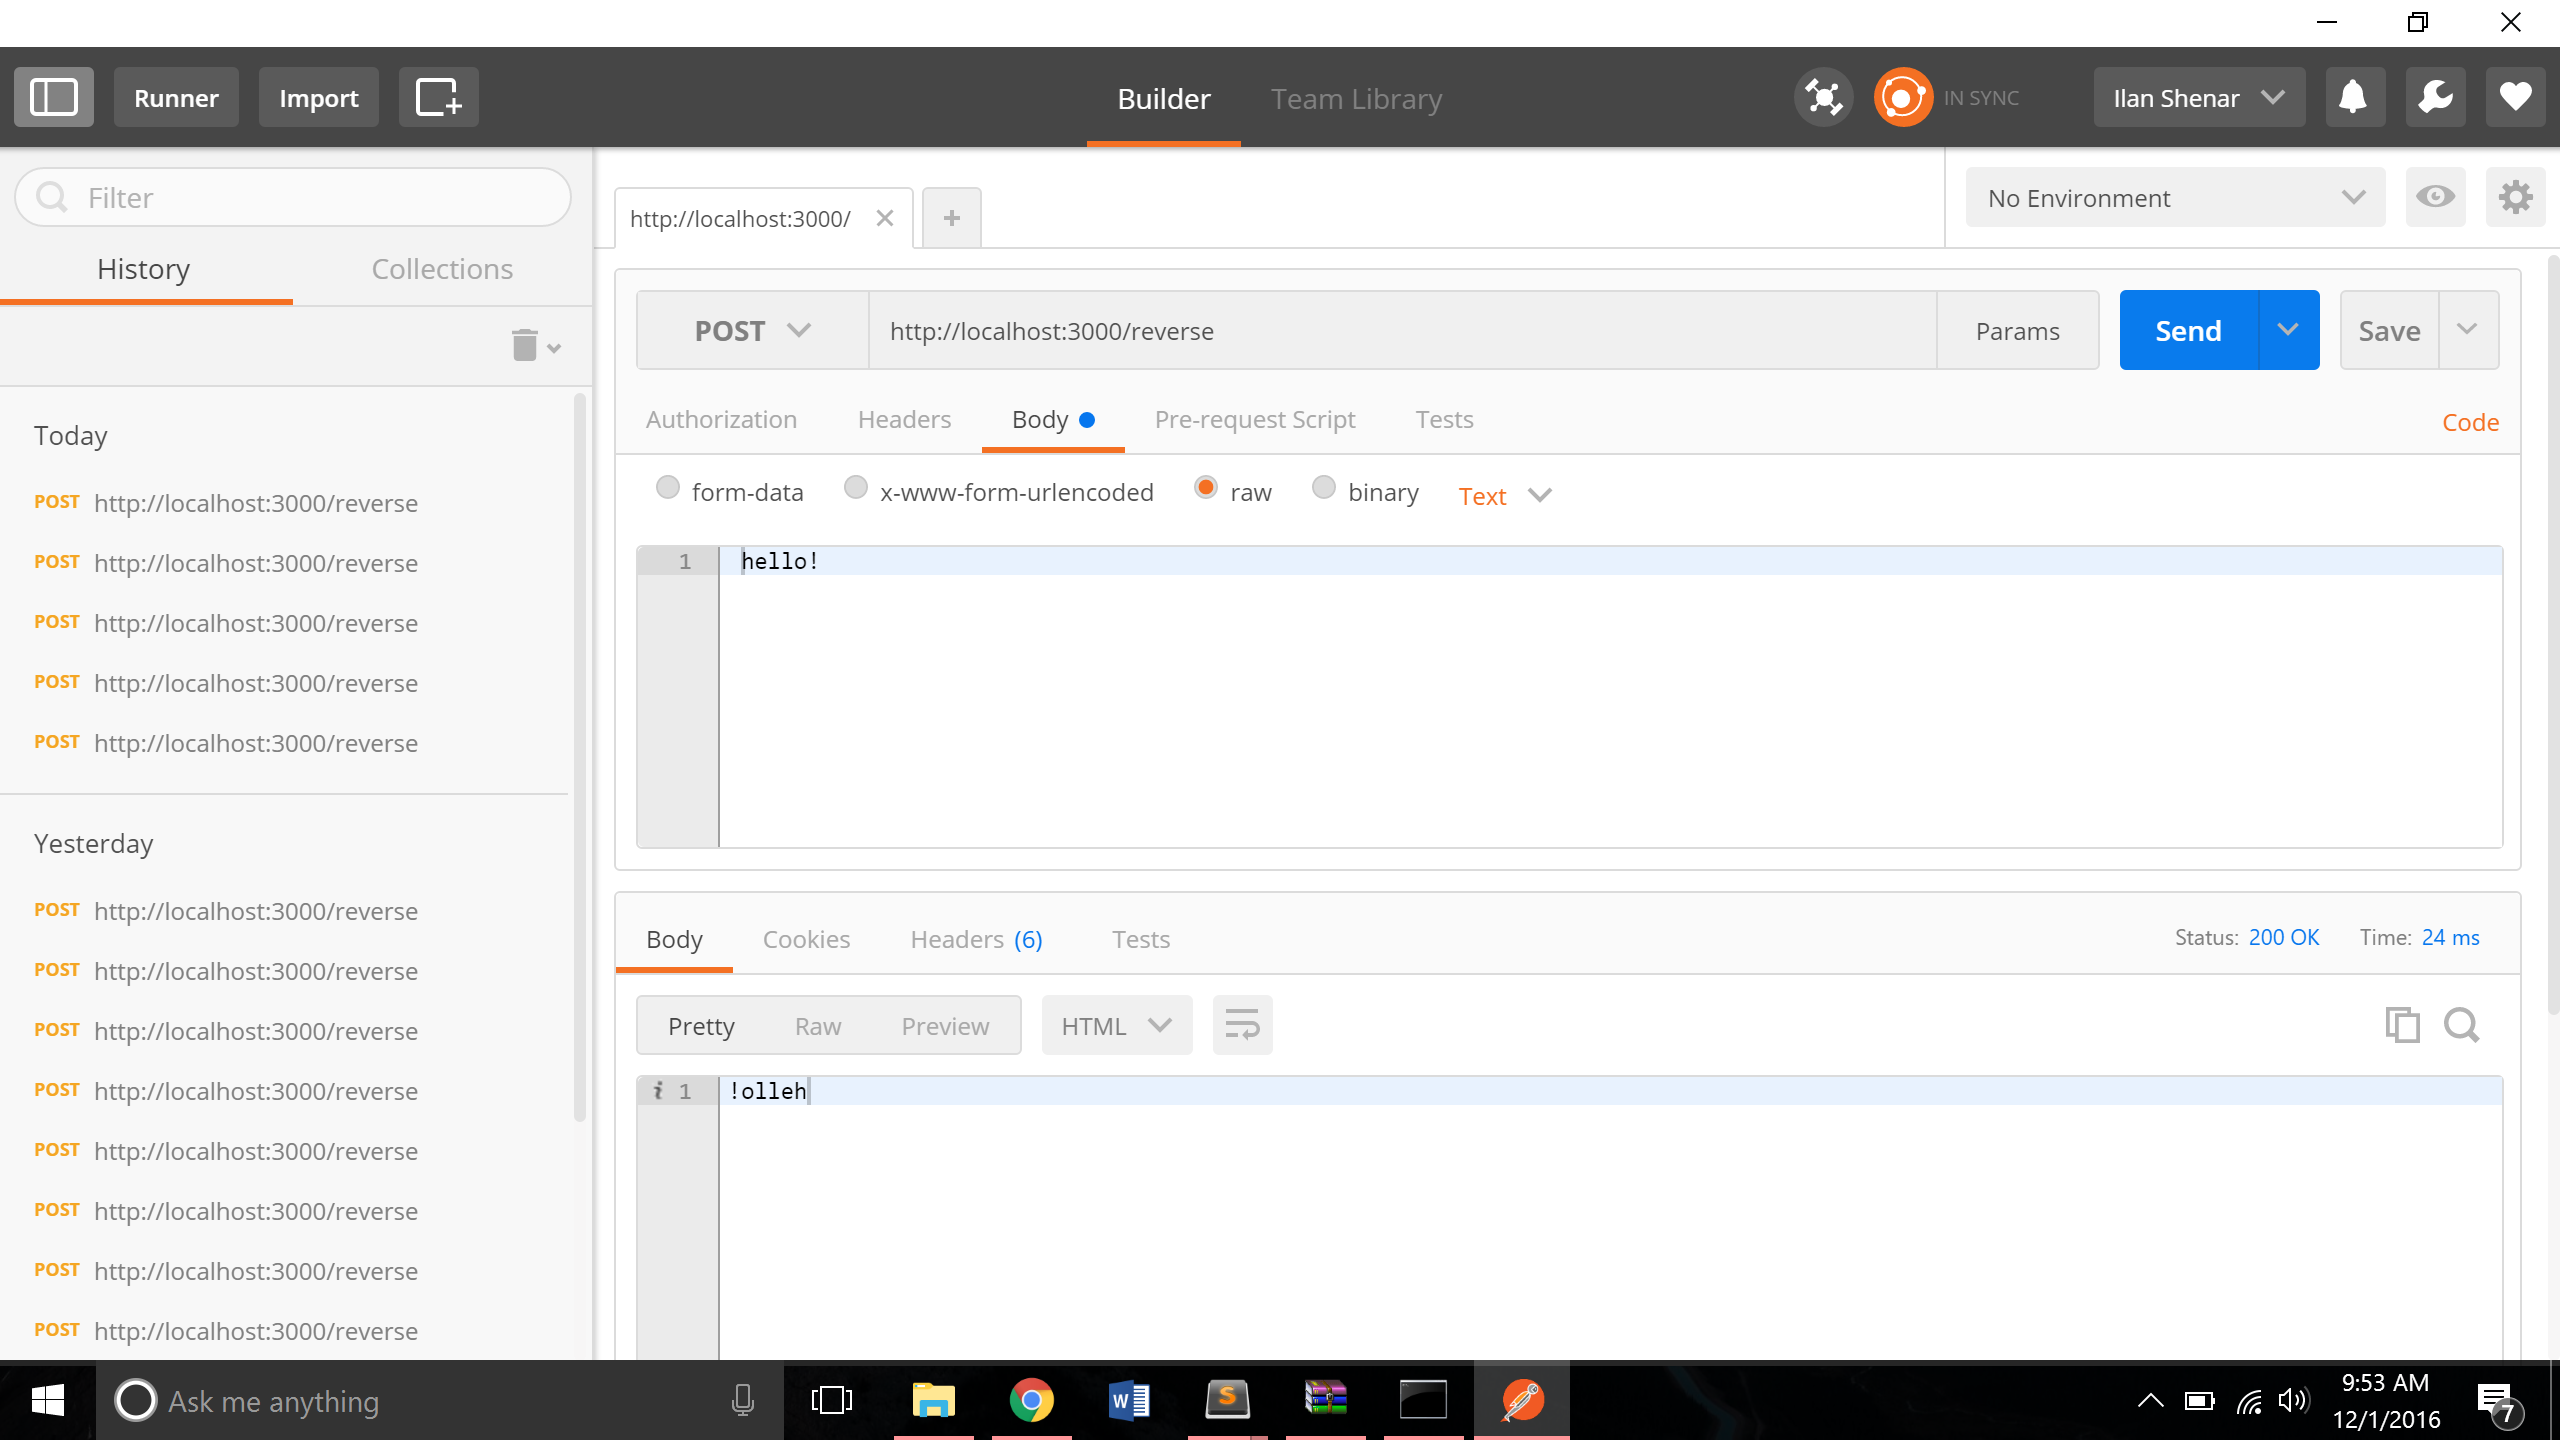 Runner Import Builder Team Library IN SYNC Ilan Shenar
Filter
History Collections
Today
POST http://localhost:3000/reverse
POST http://localhost:3000/reverse
POST http://localhost:3000/reverse
POST http://localhost:3000/reverse
POST http://localhost:3000/reverse
Yesterday
POST http://localhost:3000/reverse
POST http://localhost:3000/reverse
POST http://localhost:3000/reverse
POST http://localhost:3000/reverse
POST http://localhost:3000/reverse
POST http://localhost:3000/reverse
POST http://localhost:3000/reverse
POST http://localhost:3000/reverse
http://localhost:3000/ No Environment
POST http://localhost:3000/reverse Params Send Save
Authorization Headers Body Pre-request Script Tests Code
form-data x-www-form-urlencoded raw binary Text
1 hello!
Body Cookies Headers (6) Tests Status: 200 OK Time: 24 ms
Pretty Raw Preview HTML
i 1 !olleh
Ask me anything
W S
9:53 AM
12/1/2016
7